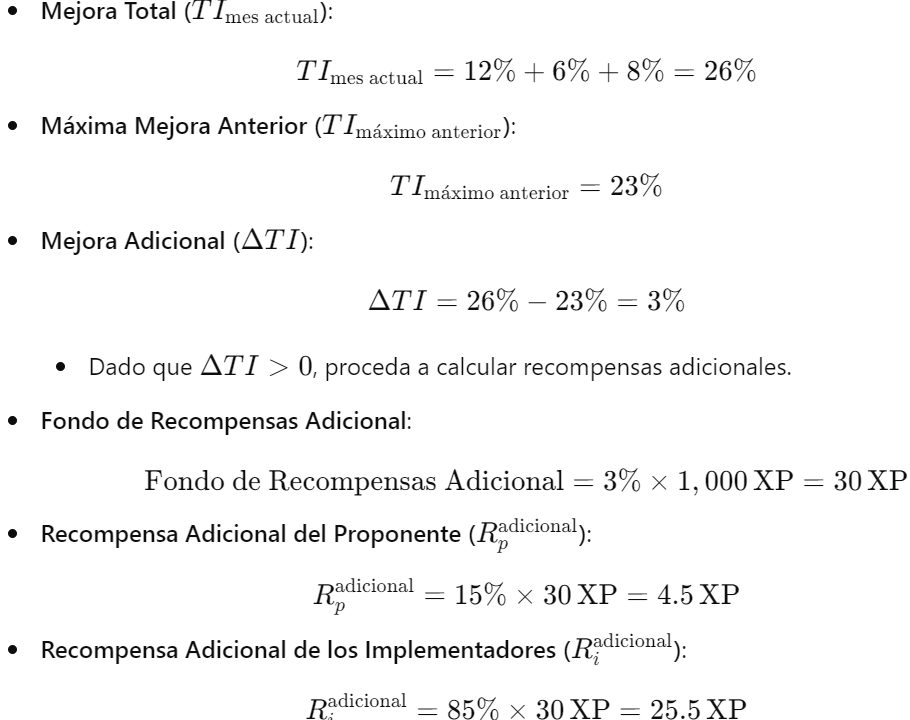 • Mejora Total (TI_mes actual):
TI_mes actual = 12% + 6% + 8% = 26%
• Máxima Mejora Anterior (TI_máximo anterior):
TI_máximo anterior = 23%
• Mejora Adicional (ΔTI):
ΔTI = 26% − 23% = 3%
• Dado que ΔTI > 0, proceda a calcular recompensas adicionales.
• Fondo de Recompensas Adicional:
Fondo de Recompensas Adicional = 3% × 1,000 XP = 30 XP
• Recompensa Adicional del Proponente (R_p^adicional):
R_p^adicional = 15% × 30 XP = 4.5 XP
• Recompensa Adicional de los Implementadores (R_i^adicional):
R_i^adicional = 85% × 30 XP = 25.5 XP